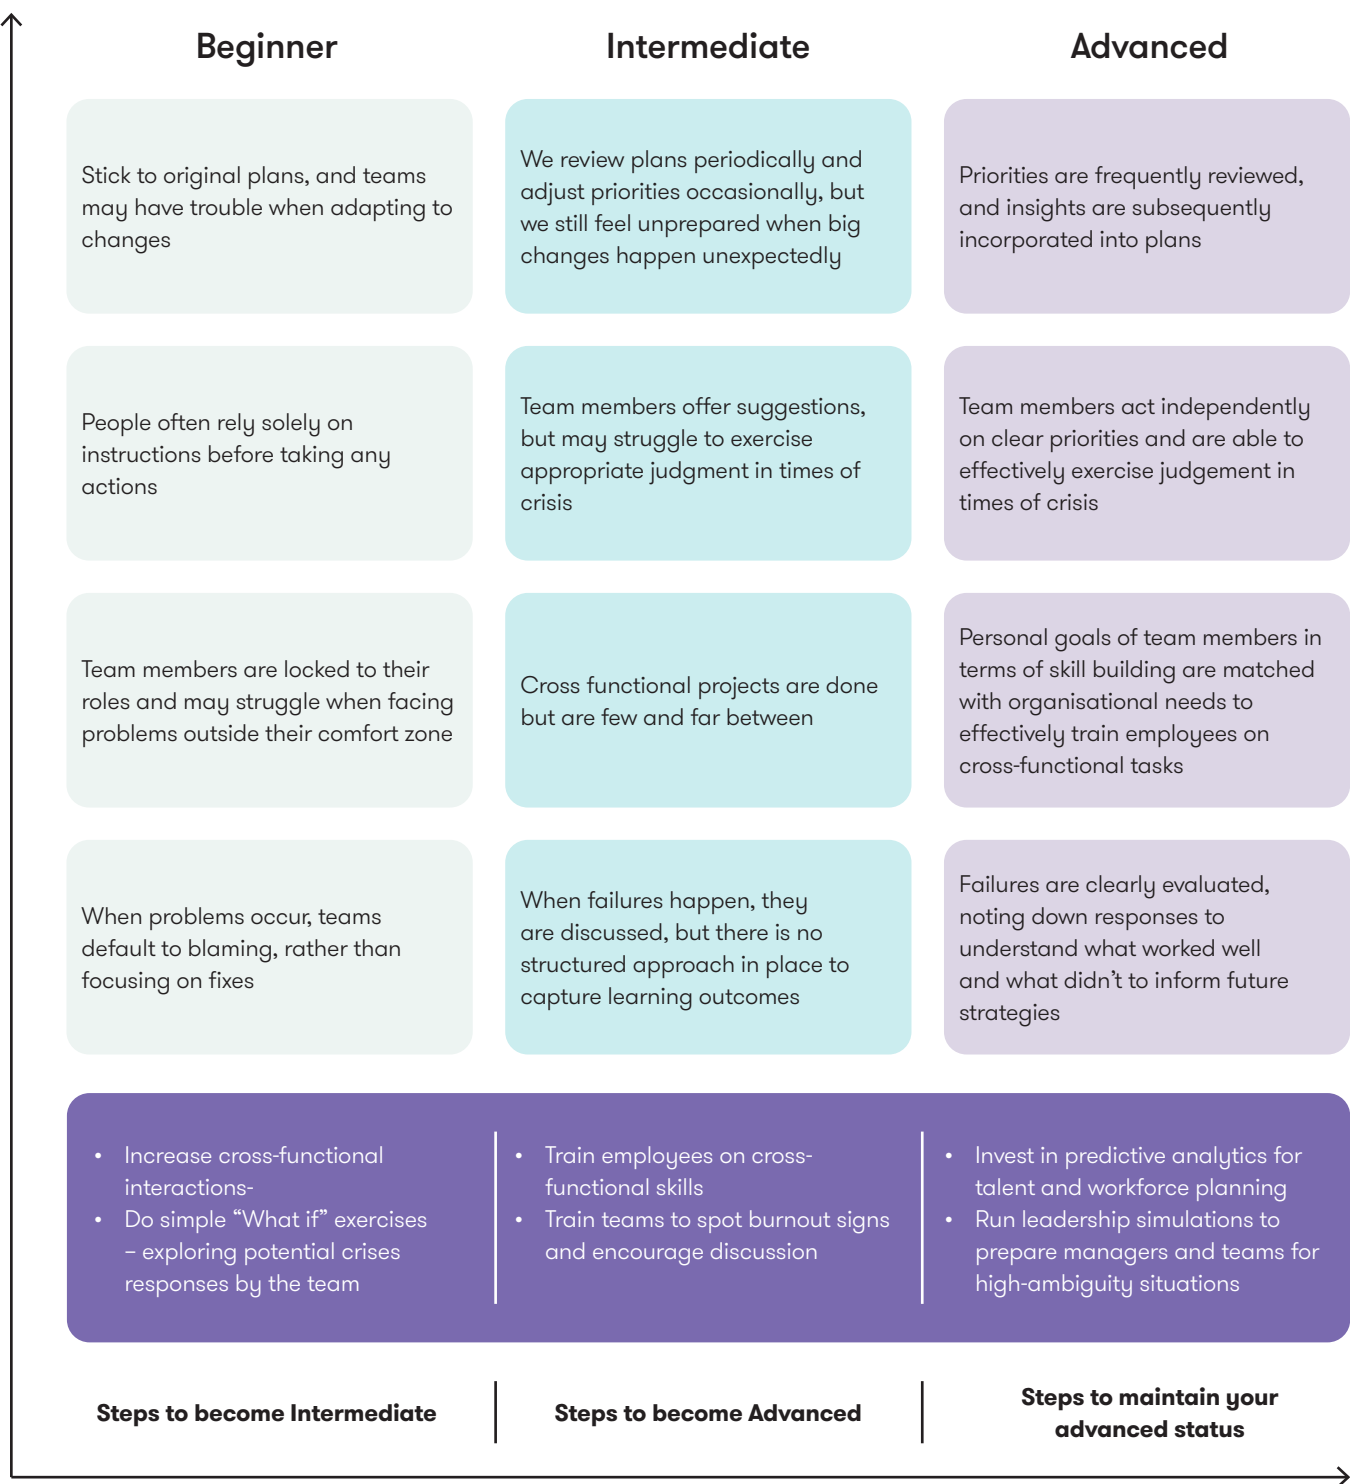 Beginner
Intermediate
Advanced
Stick to original plans, and teams
may have trouble when adapting to
changes
We review plans periodically and
adjust priorities occasionally, but
we still feel unprepared when big
changes happen unexpectedly
Priorities are frequently reviewed,
and insights are subsequently
incorporated into plans
People often rely solely on
instructions before taking any
actions
Team members offer suggestions,
but may struggle to exercise
appropriate judgment in times of
crisis
Team members act independently
on clear priorities and are able to
effectively exercise judgement in
times of crisis
Team members are locked to their
roles and may struggle when facing
problems outside their comfort zone
Cross functional projects are done
but are few and far between
Personal goals of team members in
terms of skill building are matched
with organisational needs to
effectively train employees on
cross-functional tasks
When problems occur, teams
default to blaming, rather than
focusing on fixes
When failures happen, they
are discussed, but there is no
structured approach in place to
capture learning outcomes
Failures are clearly evaluated,
noting down responses to
understand what worked well
and what didn’t to inform future
strategies
• Increase cross-functional
interactions-
• Do simple “What if” exercises
– exploring potential crises
responses by the team
• Train employees on cross-
functional skills
• Train teams to spot burnout signs
and encourage discussion
• Invest in predictive analytics for
talent and workforce planning
• Run leadership simulations to
prepare managers and teams for
high-ambiguity situations
Steps to become Intermediate
Steps to become Advanced
Steps to maintain your
advanced status